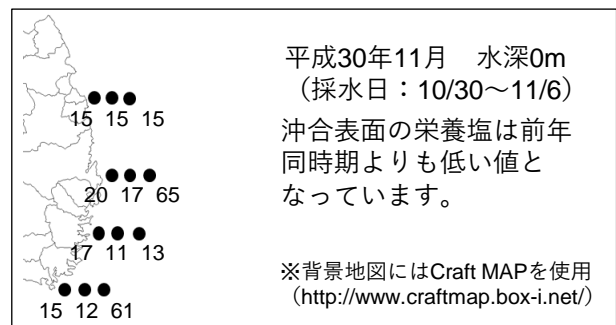 平成30年11月　水深0m
（採水日：10/30～11/6）
沖合表面の栄養塩は前年
同時期よりも低い値と
なっています。
15 15 15
20 17 65
17 11 13
15 12 61
※背景地図にはCraft MAPを使用
（http://www.craftmap.box-i.net/）